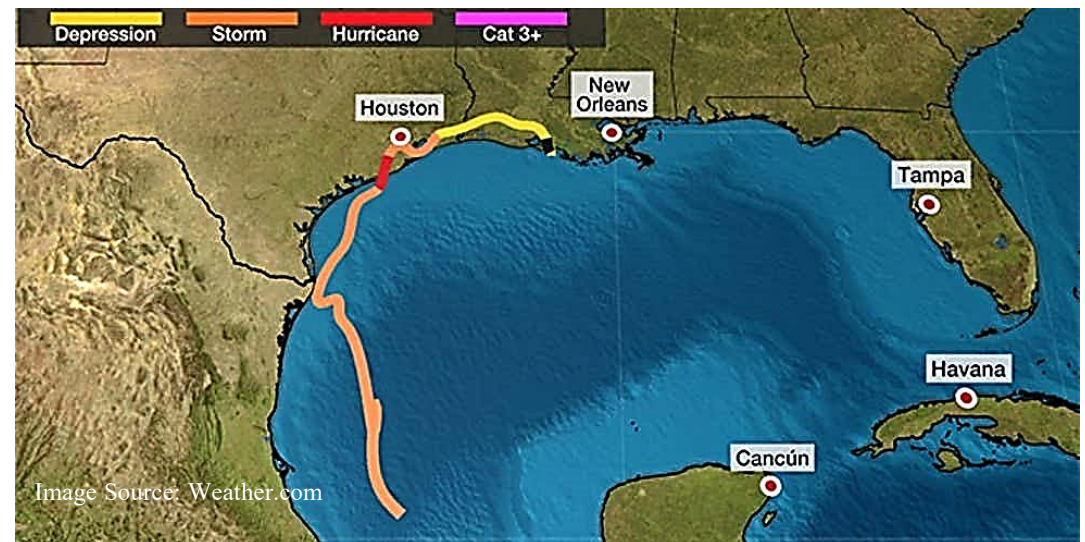 Depression Storm Hurricane Cat 3+
New
Orleans
Houston
Tampa
Havana
Cancún
Image Source: Weather.com